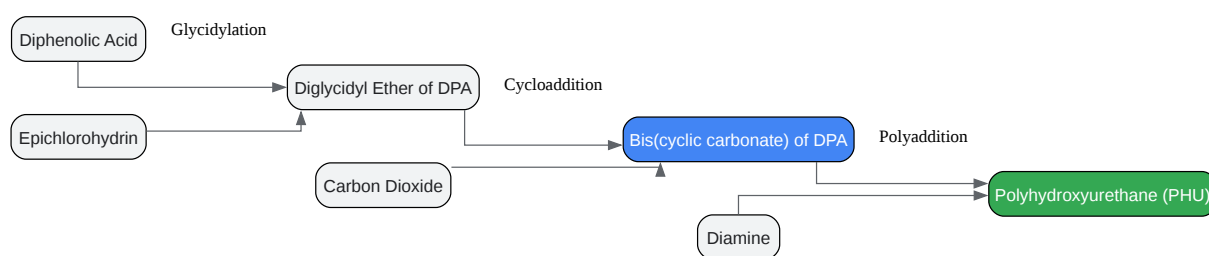 Diphenolic Acid
Glycidylation
Diglycidyl Ether of DPA
Cycloaddition
Epichlorohydrin
Bis(cyclic carbonate) of DPA
Polyaddition
Carbon Dioxide
Polyhydroxyurethane (PHU)
Diamine